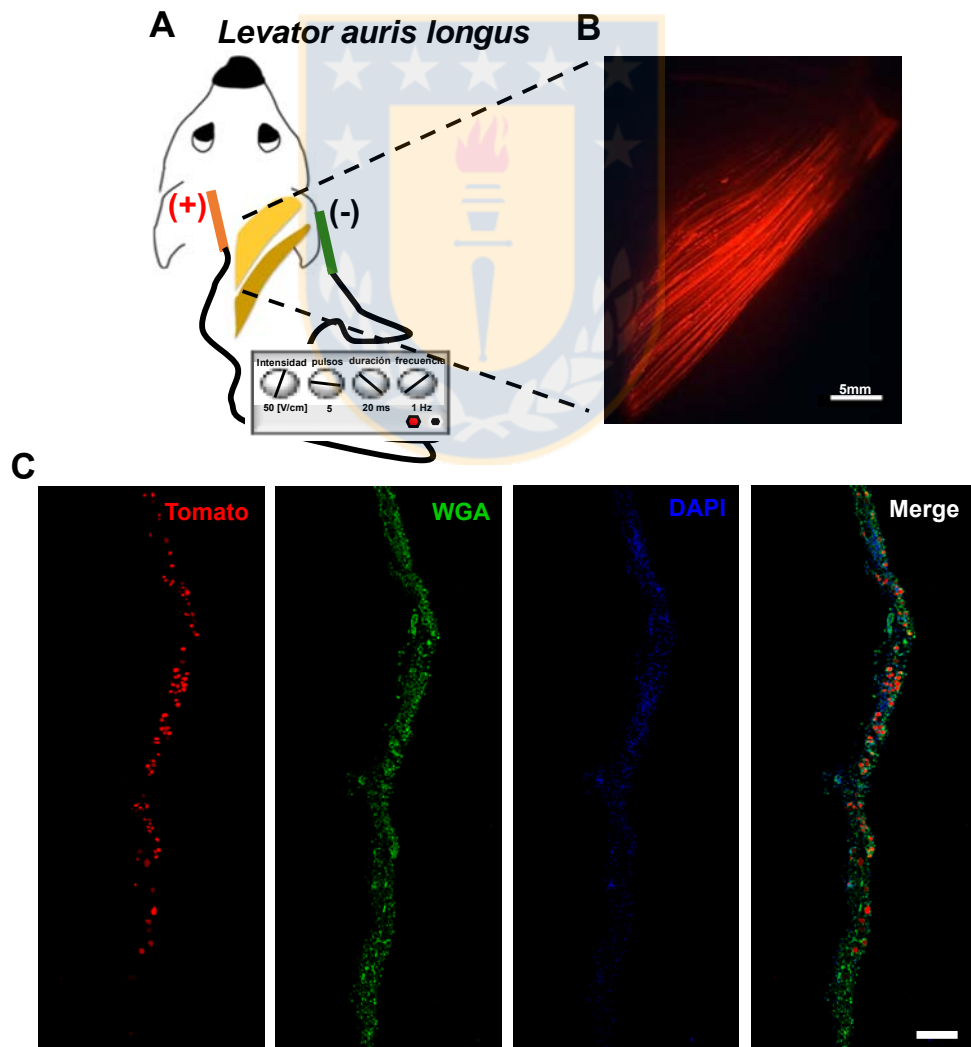 A
Levator auris longus
B
(+)
(-)
Intensidad pulsos duración frecuencia
50 [V/cm] 5 20 ms 1 Hz
5mm
C
Tomato
WGA
DAPI
Merge